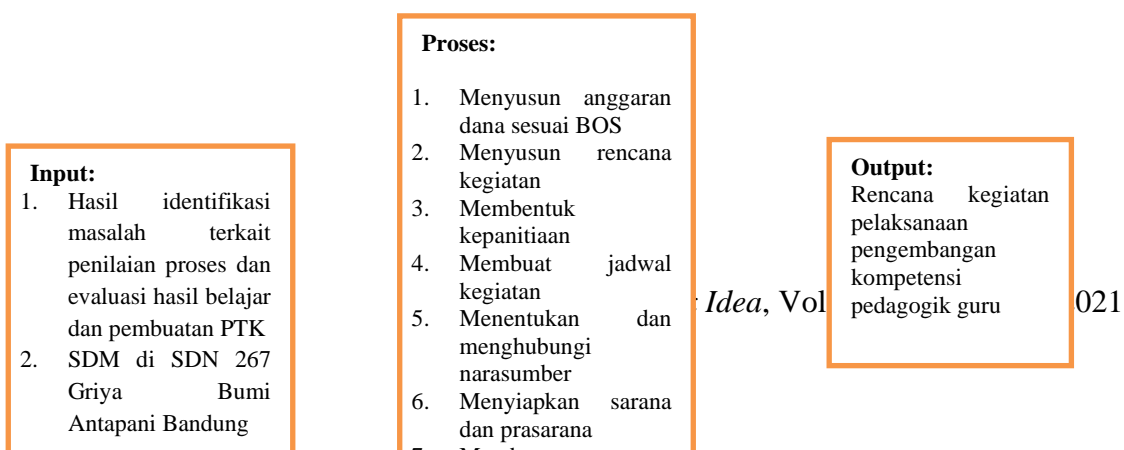 Proses:
1. Menyusun anggaran
dana sesuai BOS
2. Menyusun rencana
kegiatan
3. Membentuk
kepanitiaan
4. Membuat jadwal
kegiatan
5. Menentukan dan
menghubungi
narasumber
6. Menyiapkan sarana
dan prasarana
Input:
1. Hasil identifikasi
masalah terkait
penilaian proses dan
evaluasi hasil belajar
dan pembuatan PTK
2. SDM di SDN 267
Griya Bumi
Antapani Bandung
Output:
Rencana kegiatan
pelaksanaan
pengembangan
kompetensi
pedagogik guru
Idea, Vol 021